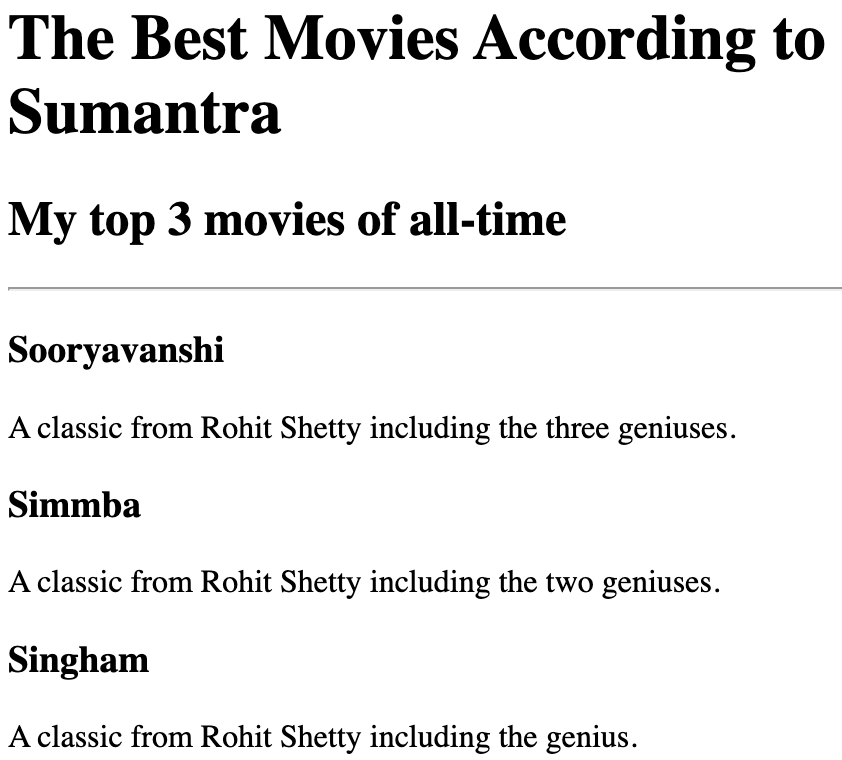 The Best Movies According to
Sumantra
My top 3 movies of all-time
Sooryavanshi
A classic from Rohit Shetty including the three geniuses.
Simmba
A classic from Rohit Shetty including the two geniuses.
Singham
A classic from Rohit Shetty including the genius.